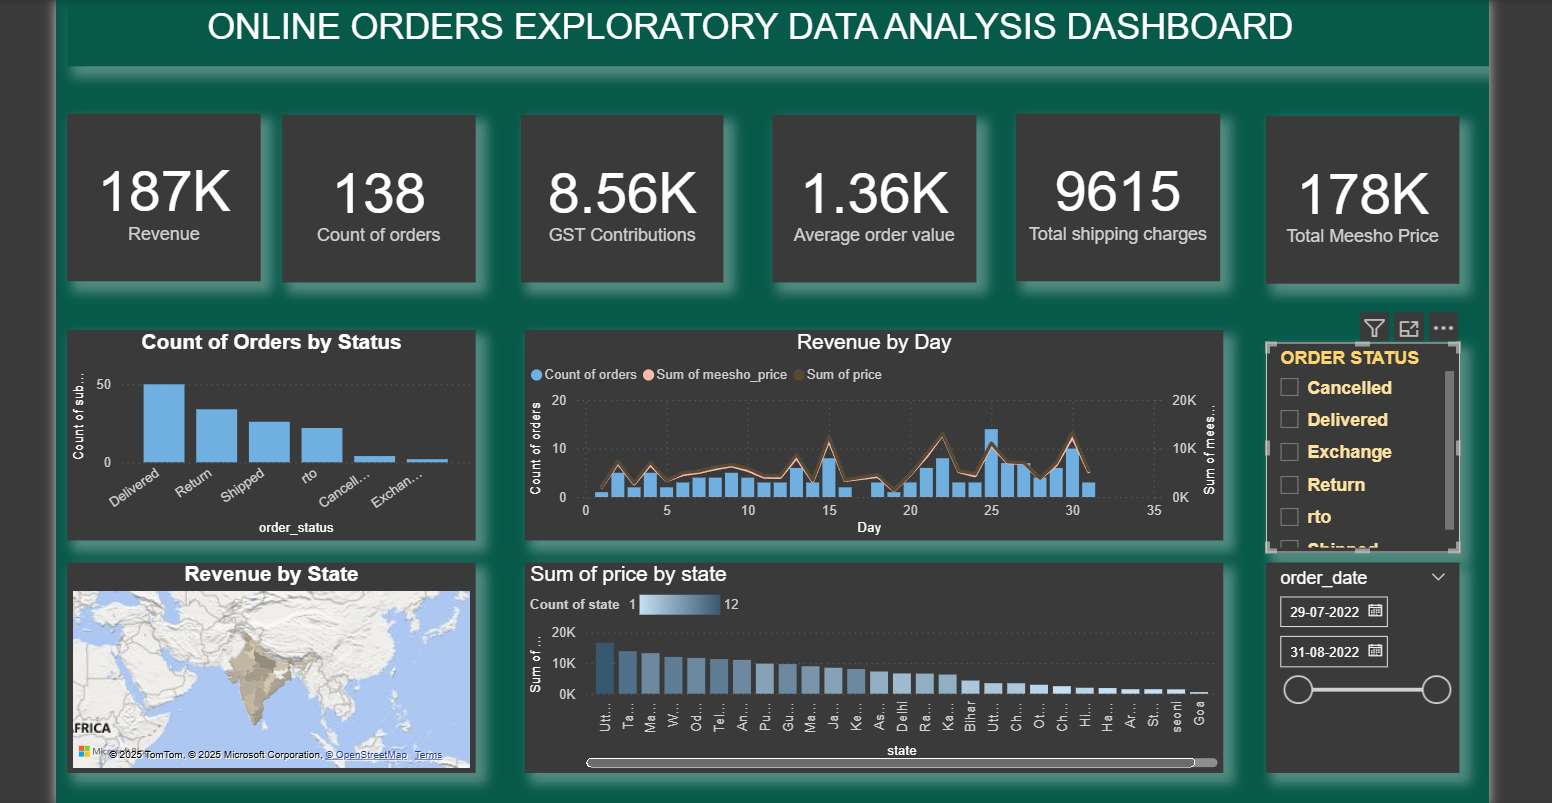 ONLINE ORDERS EXPLORATORY DATA ANALYSIS DASHBOARD
187K
Revenue
138
Count of orders
8.56K
GST Contributions
1.36K
Average order value
9615
Total shipping charges
178K
Total Meesho Price
Count of Orders by Status
Count of sub...
50
0
Delivered
Return
Shipped
rto
Cancell...
Exchan...
order_status
Revenue by Day
Count of orders Sum of meesho_price Sum of price
Count of orders
20
10
0
20K
10K
0K
Sum of mees...
0 5 10 15 20 25 30 35
Day
ORDER STATUS
Cancelled
Delivered
Exchange
Return
rto
Shipped
Revenue by State
FRICA
© 2025 TomTom, © 2025 Microsoft Corporation, © OpenStreetMap Terms
Sum of price by state
Count of state 1 12
Sum of ...
20K
10K
0K
Utt... Ta... Ma... W... Od... Tel... An... Pu... Gu... Ma... Ja... Ke... As... Delhi Ra... Ka... Bihar Utt... Ch... Ot... Ch... Hi... Ha... Ar... St... seoni Goa
state
order_date
29-07-2022
31-08-2022